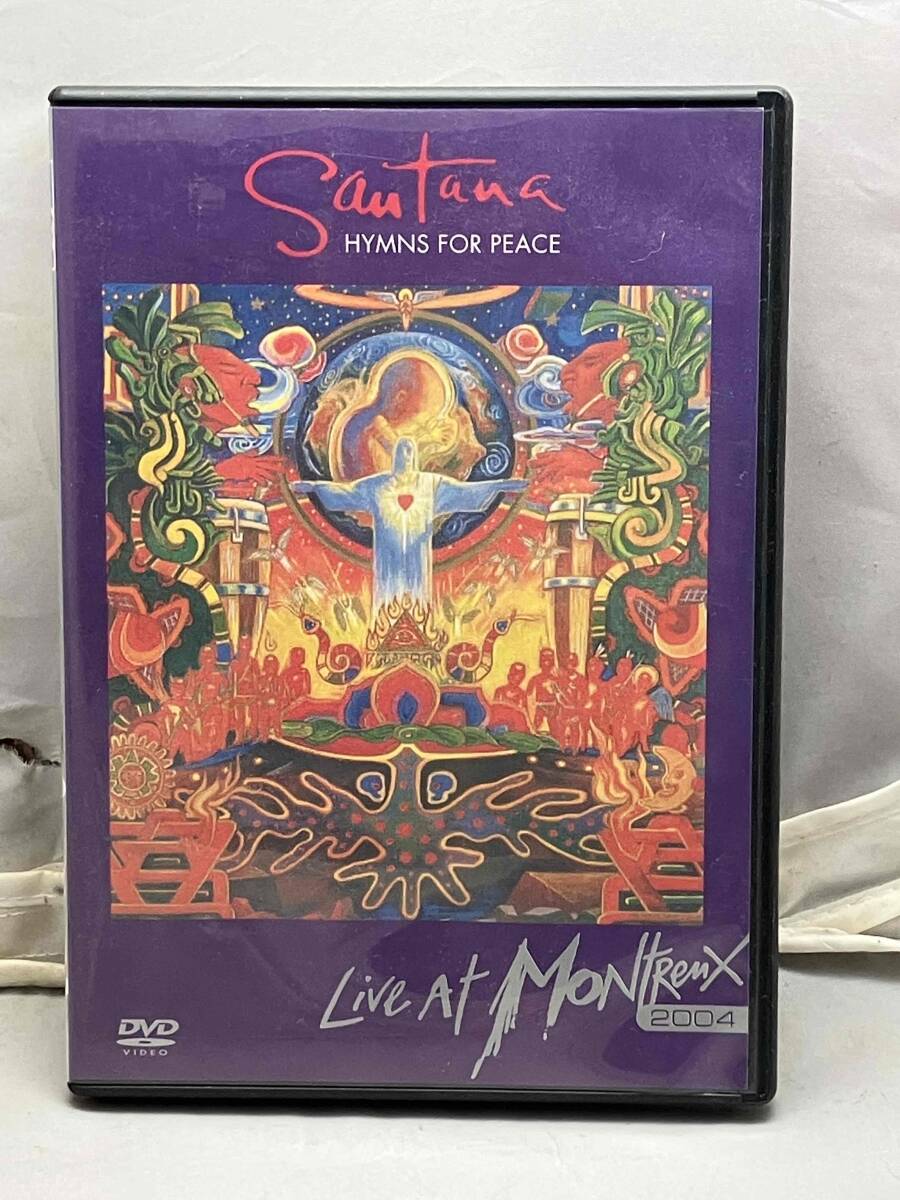 Santana
HYMNS FOR PEACE
Live At Montreux
2004
DVD
VIDEO